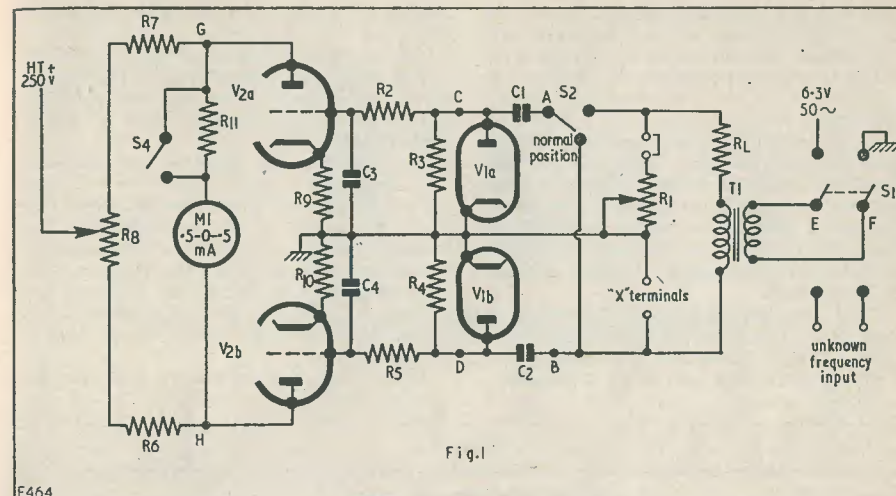 R7
G
HT+
250V
V2a
R2
C
C1
A
S2
6·3V
50~
S4
R11
normal
position
RL
R3
V1a
C3
R9
R1
T1
S1
E
F
M1
·5-0-·5
mA
R8
R10
C4
R4
V1b
"X" terminals
V2b
R5
D
C2
B
unknown
frequency
input
R6
H
Fig.1
E464